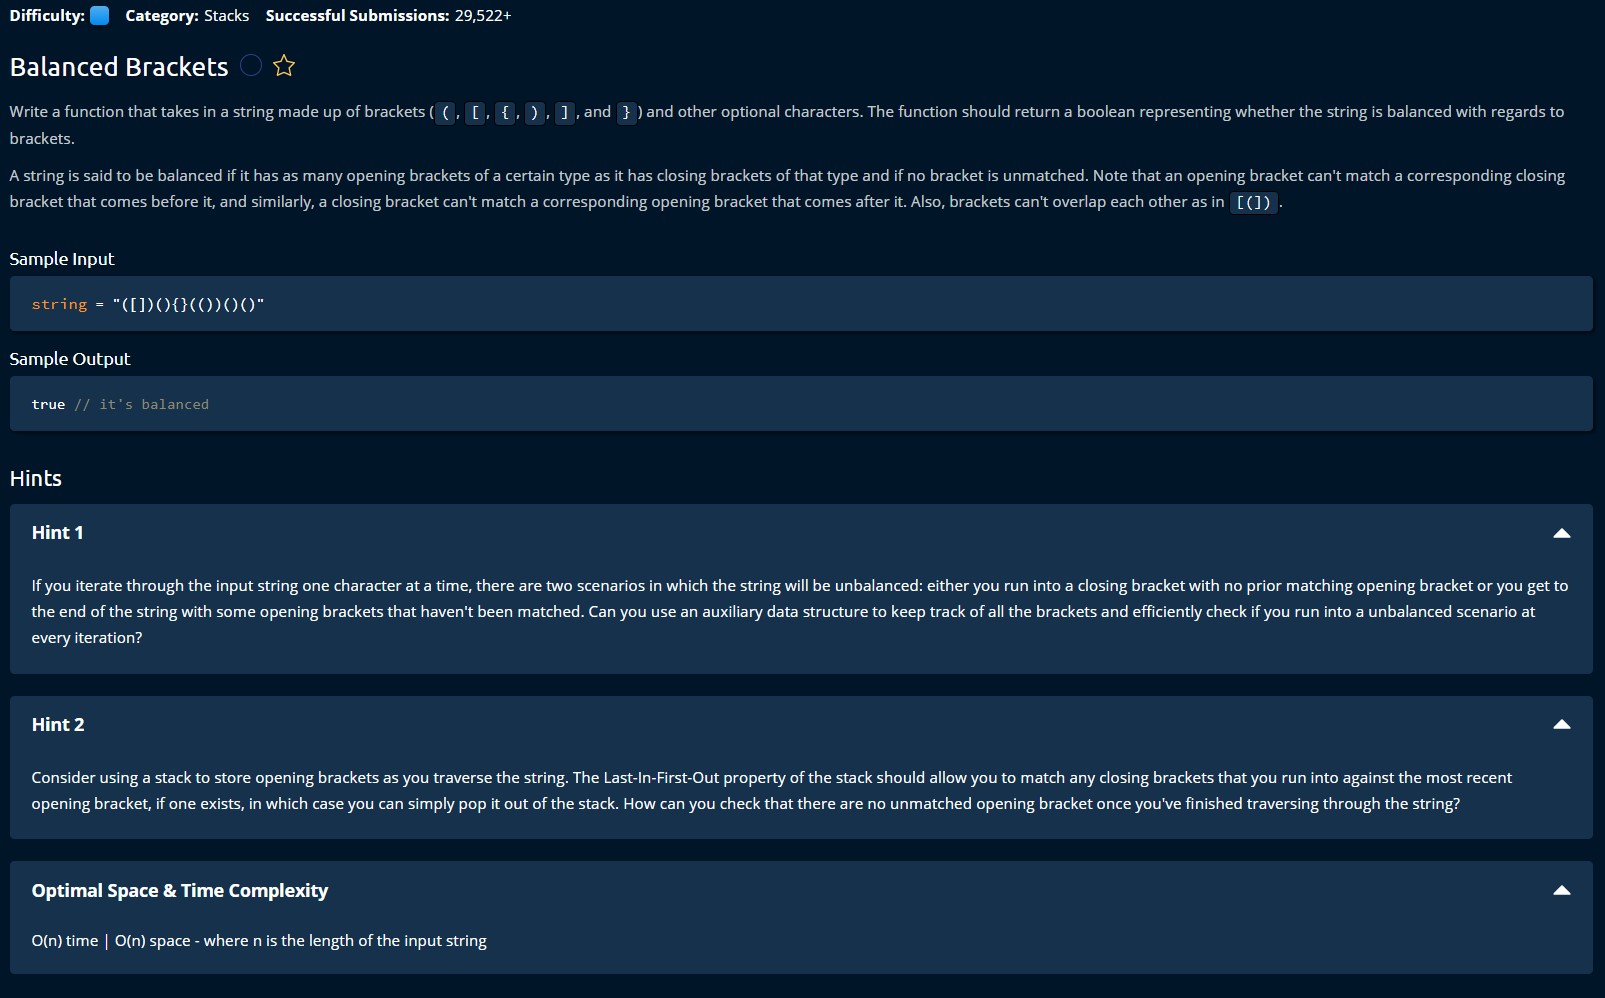 Difficulty: Category: Stacks Successful Submissions: 29,522+
Balanced Brackets
Write a function that takes in a string made up of brackets ( (, [, {, ), ], and } ) and other optional characters. The function should return a boolean representing whether the string is balanced with regards to
brackets.
A string is said to be balanced if it has as many opening brackets of a certain type as it has closing brackets of that type and if no bracket is unmatched. Note that an opening bracket can't match a corresponding closing
bracket that comes before it, and similarly, a closing bracket can't match a corresponding opening bracket that comes after it. Also, brackets can't overlap each other as in [(]) .
Sample Input
string = "([])(){}(())()()"
Sample Output
true // it's balanced
Hints
Hint 1
If you iterate through the input string one character at a time, there are two scenarios in which the string will be unbalanced: either you run into a closing bracket with no prior matching opening bracket or you get to
the end of the string with some opening brackets that haven't been matched. Can you use an auxiliary data structure to keep track of all the brackets and efficiently check if you run into a unbalanced scenario at
every iteration?
Hint 2
Consider using a stack to store opening brackets as you traverse the string. The Last-In-First-Out property of the stack should allow you to match any closing brackets that you run into against the most recent
opening bracket, if one exists, in which case you can simply pop it out of the stack. How can you check that there are no unmatched opening bracket once you've finished traversing through the string?
Optimal Space & Time Complexity
O(n) time | O(n) space - where n is the length of the input string